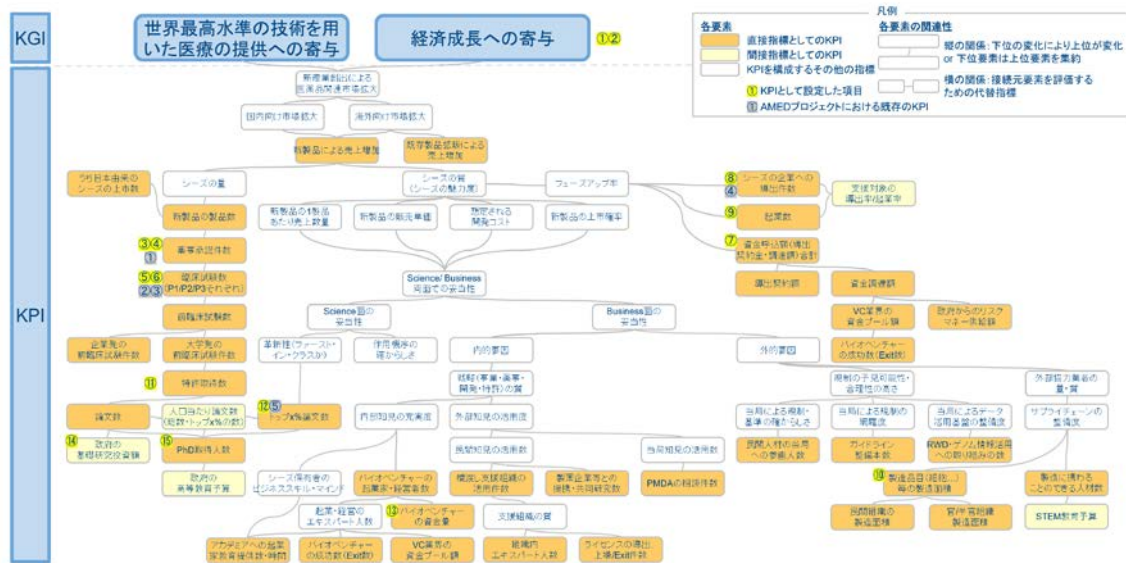 KGI
世界最高水準の技術を用
いた医療の提供への寄与
経済成長への寄与
①②
凡例
各要素
直接指標としてのKPI
間接指標としてのKPI
KPIを構成するその他の指標
① KPIとして設定した項目
① AMEDプロジェクトにおける既存のKPI
各要素の関連性
縦の関係：下位の変化により上位が変化
or 下位要素は上位要素を集約
横の関係：接続元要素を評価する
ための代替指標
KPI
新産業創出による
医薬品関連市場拡大
国内向け市場拡大
海外向け市場拡大
新製品による売上増加
既存製品拡販による
売上増加
うち日本由来の
シーズの上市数
シーズの量
シーズの質
(シーズの魅力度)
フェーズアップ率
⑧
④
シーズの企業への
導出件数
支援対象の
導出率/起業率
新製品の製品数
新製品の1製品
あたり売上数量
新製品の販売単価
想定される
開発コスト
新製品の上市確率
⑨
起業数
③④
①
薬事承認件数
⑦
資金申込額(導出
契約金・調達額)合計
⑤⑥
②③
臨床試験数
(P1/P2/P3それぞれ)
Science/ Business
両面での妥当性
導出契約額
資金調達額
前臨床試験数
Science面の
妥当性
Business面の
妥当性
VC業界の
資金プール額
政府からのリスク
マネー供給額
企業発の
前臨床試験件数
大学発の
前臨床試験件数
革新性(ファースト・
イン・クラスか)
作用機序の
確からしさ
内的要因
外的要因
バイオベンチャー
の成功数(Exit数)
⑪
特許取得数
戦略(事業・薬事・
開発・特許)の質
規制の予見可能性・
合理性の高さ
外部協力業者の
量・質
論文数
人口当たり論文数
(総数・トップx%の数)
⑫⑤
トップx%論文数
内部知見の充実度
外部知見の活用度
当局による規制・
基準の確からしさ
当局による規制の
明瞭度
当局によるデータ
活用基盤の整備度
サプライチェーンの
整備度
⑭
政府の
基礎研究投資額
⑮
PhD取得人数
民間知見の活用数
当局知見の活用数
民間人材の当局
への参画人数
ガイドライン
整備本数
RWD・ゲノム情報活用
への取り組みの数
政府の
高等教育予算
シーズ保有者の
ビジネススキル・マインド
バイオベンチャーの
起業家・経営者数
橋渡し支援組織の
活用件数
製薬企業等との
提携・共同研究数
PMDAの相談件数
⑩
毎の製造面積
製造に携わる
ことのできる人材数
起業・経営の
エキスパート人数
⑬
バイオベンチャー
の資金量
支援組織の質
民間組織の
製造面積
官/半官組織
製造面積
STEM教育予算
アカデミアへの起業
家教育提供数・時間
バイオベンチャー
の成功数(Exit数)
VC業界の
資金プール額
組織内
エキスパート人数
ライセンスの導出、
上場/Exit件数